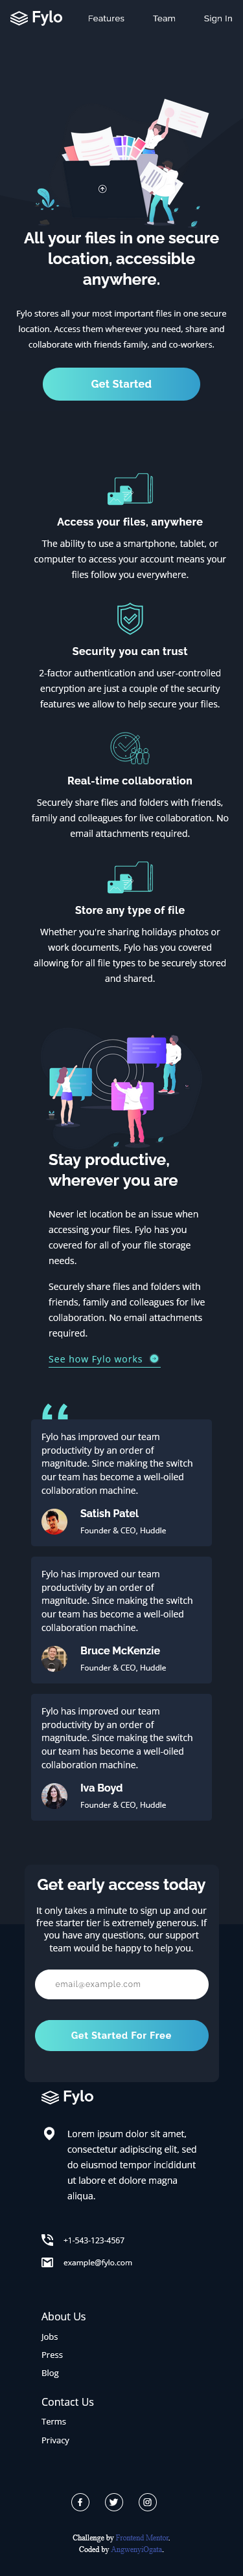 Fylo
Features Team Sign In
All your files in one secure
location, accessible
anywhere.
Fylo stores all your most important files in one secure
location. Access them wherever you need, share and
collaborate with friends family, and co-workers.
Get Started
Access your files, anywhere
The ability to use a smartphone, tablet, or
computer to access your account means your
files follow you everywhere.
Security you can trust
2-factor authentication and user-controlled
encryption are just a couple of the security
features we allow to help secure your files.
Real-time collaboration
Securely share files and folders with friends,
family and colleagues for live collaboration. No
email attachments required.
Store any type of file
Whether you're sharing holidays photos or
work documents, Fylo has you covered
allowing for all file types to be securely stored
and shared.
Stay productive,
wherever you are
Never let location be an issue when
accessing your files. Fylo has you
covered for all of your file storage
needs.
Securely share files and folders with
friends, family and colleagues for live
collaboration. No email attachments
required.
See how Fylo works
Fylo has improved our team
productivity by an order of
magnitude. Since making the switch
our team has become a well-oiled
collaboration machine.
Satish Patel
Founder & CEO, Huddle
Fylo has improved our team
productivity by an order of
magnitude. Since making the switch
our team has become a well-oiled
collaboration machine.
Bruce McKenzie
Founder & CEO, Huddle
Fylo has improved our team
productivity by an order of
magnitude. Since making the switch
our team has become a well-oiled
collaboration machine.
Iva Boyd
Founder & CEO, Huddle
Get early access today
It only takes a minute to sign up and our
free starter tier is extremely generous. If
you have any questions, our support
team would be happy to help you.
email@example.com
Get Started For Free
Fylo
Lorem ipsum dolor sit amet,
consectetur adipiscing elit, sed
do eiusmod tempor incididunt
ut labore et dolore magna
aliqua.
+1-543-123-4567
example@fylo.com
About Us
Jobs
Press
Blog
Contact Us
Terms
Privacy
Challenge by Frontend Mentor.
Coded by AngwenyiOgata.